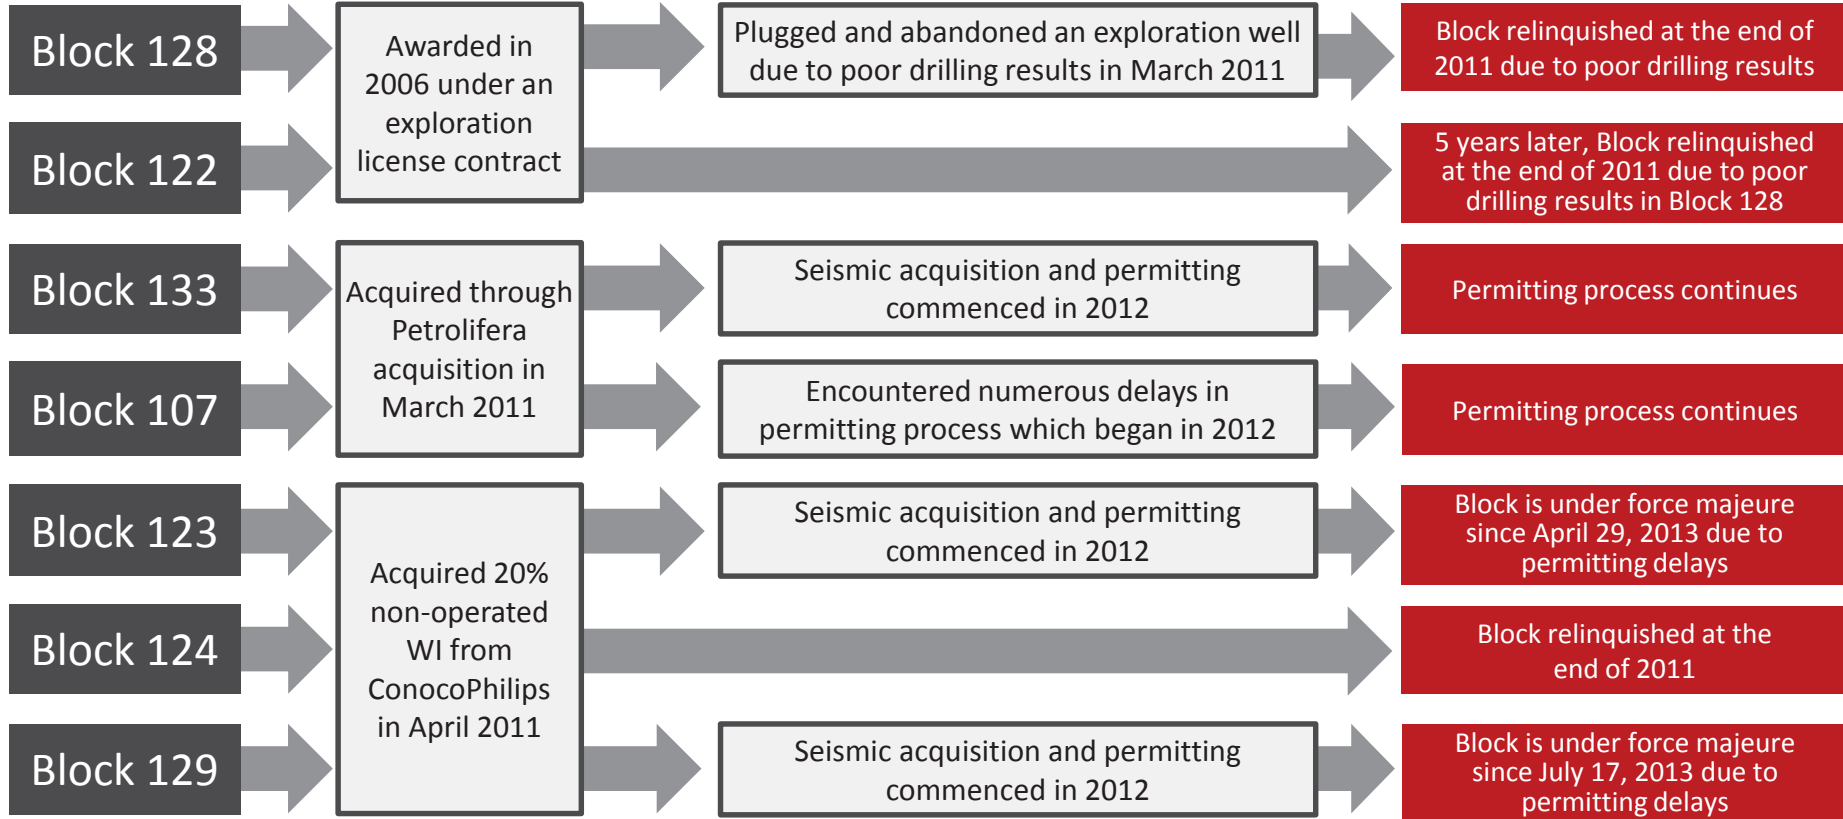 Block 128
Awarded in
2006 under an
exploration
license contract
Plugged and abandoned an exploration well
due to poor drilling results in March 2011
Block relinquished at the end of
2011 due to poor drilling results
Block 122
5 years later, Block relinquished
at the end of 2011 due to poor
drilling results in Block 128
Block 133
Acquired through
Petrolifera
acquisition in
March 2011
Seismic acquisition and permitting
commenced in 2012
Permitting process continues
Block 107
Encountered numerous delays in
permitting process which began in 2012
Permitting process continues
Block 123
Acquired 20%
non-operated
WI from
ConocoPhilips
in April 2011
Seismic acquisition and permitting
commenced in 2012
Block is under force majeure
since April 29, 2013 due to
permitting delays
Block 124
Block relinquished at the
end of 2011
Block 129
Seismic acquisition and permitting
commenced in 2012
Block is under force majeure
since July 17, 2013 due to
permitting delays